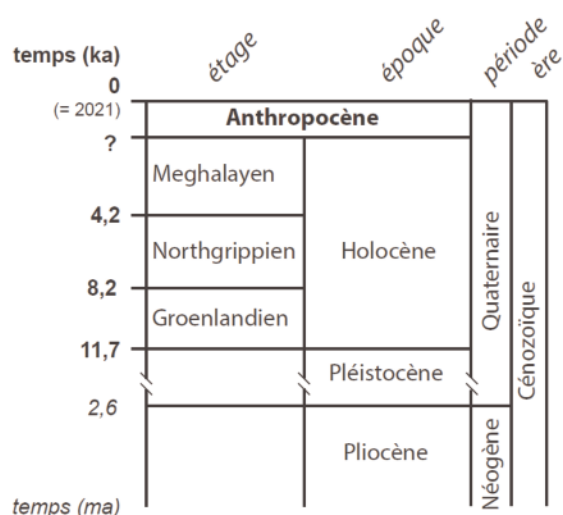 temps (ka)
étage
époque
période
ère
0
(= 2021)
Anthropocène
?
Meghalayen
4,2
Northgrippien
Holocène
Quaternaire
Cénozoïque
8,2
Groenlandien
11,7
Pléistocène
2,6
Pliocène
Néogène
temps (ma)